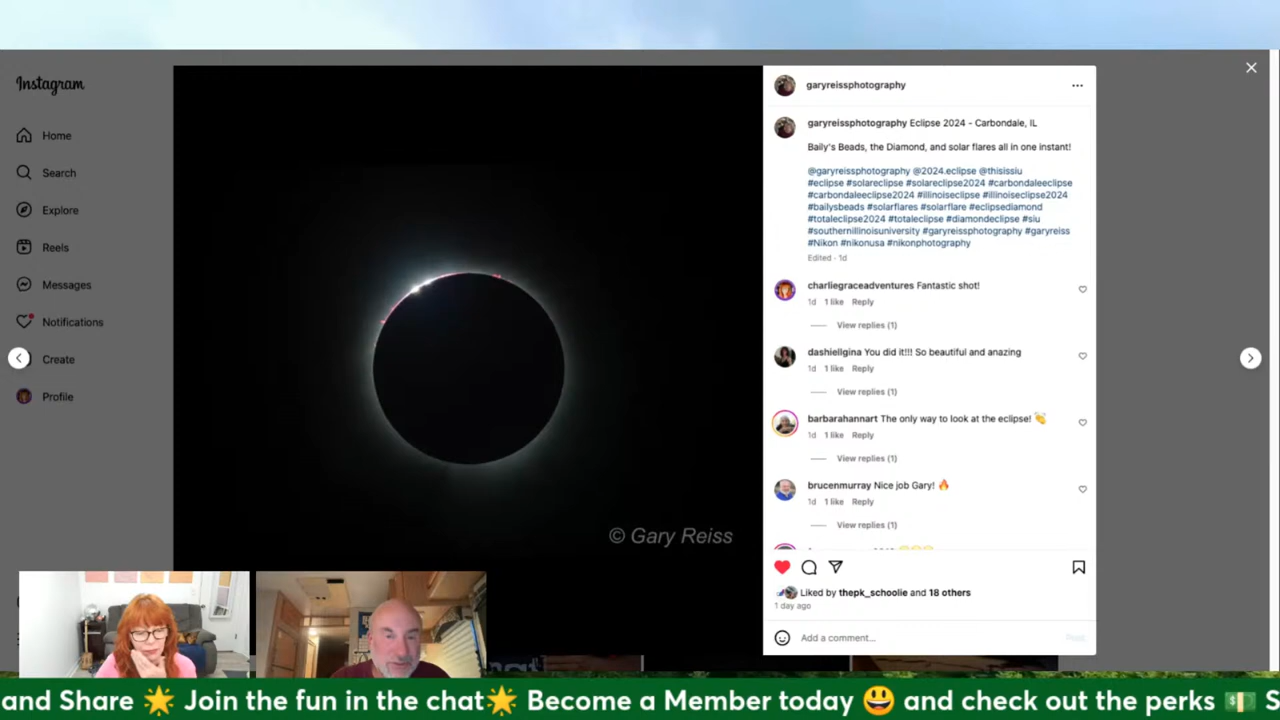 Instagram
Home
Search
Explore
Reels
Messages
Notifications
Create
Profile
© Gary Reiss
garyreissphotography
garyreissphotography Eclipse 2024 - Carbondale, IL
Baily's Beads, the Diamond, and solar flares all in one instant!
@garyreissphotography @2024.eclipse @thisissiu
#eclipse #solareclipse #solareclipse2024 #carbondaleeclipse
#carbondaleeclipse2024 #illinoiseclipse #illinoiseclipse2024
#bailysbeads #solarflares #solarflare #eclipsediamond
#totaleclipse2024 #totaleclipse #diamondeclipse #siu
#southernillinoisuniversity #garyreissphotography #garyreiss
#Nikon #nikonusa #nikonphotography
Edited · 1d
charliegraceadventures Fantastic shot!
1d 1 like Reply
View replies (1)
dashiellgina You did it!!! So beautiful and anazing
1d 1 like Reply
View replies (1)
barbarahannart The only way to look at the eclipse! 👏
1d 1 like Reply
View replies (1)
brucenmurray Nice job Gary! 🔥
1d 1 like Reply
View replies (1)
Liked by thepk_schoolie and 18 others
1 day ago
Add a comment...
Post
and Share 🌟 Join the fun in the chat🌟 Become a Member today 😃 and check out the perks 💵 S